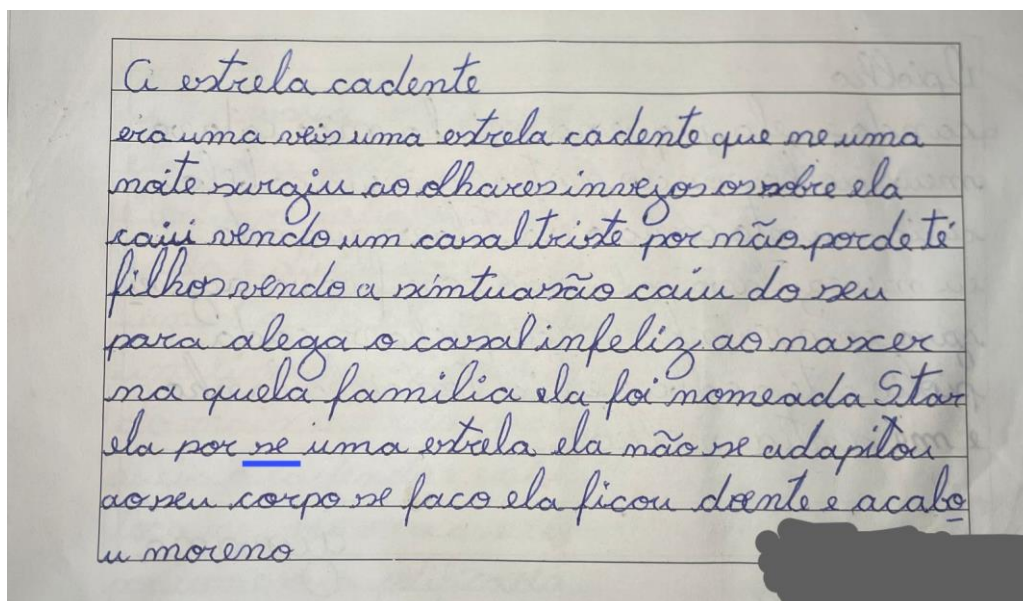 A estrela cadente
era uma veis uma estrela cadente que ne uma
noite surgiu ao olhares invejosos sobre ela
caiu vendo um casal triste por não porde té
filhos vendo a simtuasão caiu do seu
para alega o casal infeliz ao nascer
na quela familia ela foi nomeada Star
ela por se uma estrela ela não se adapitou
ao seu corpo se faco ela ficou doente e acabo
u moreno